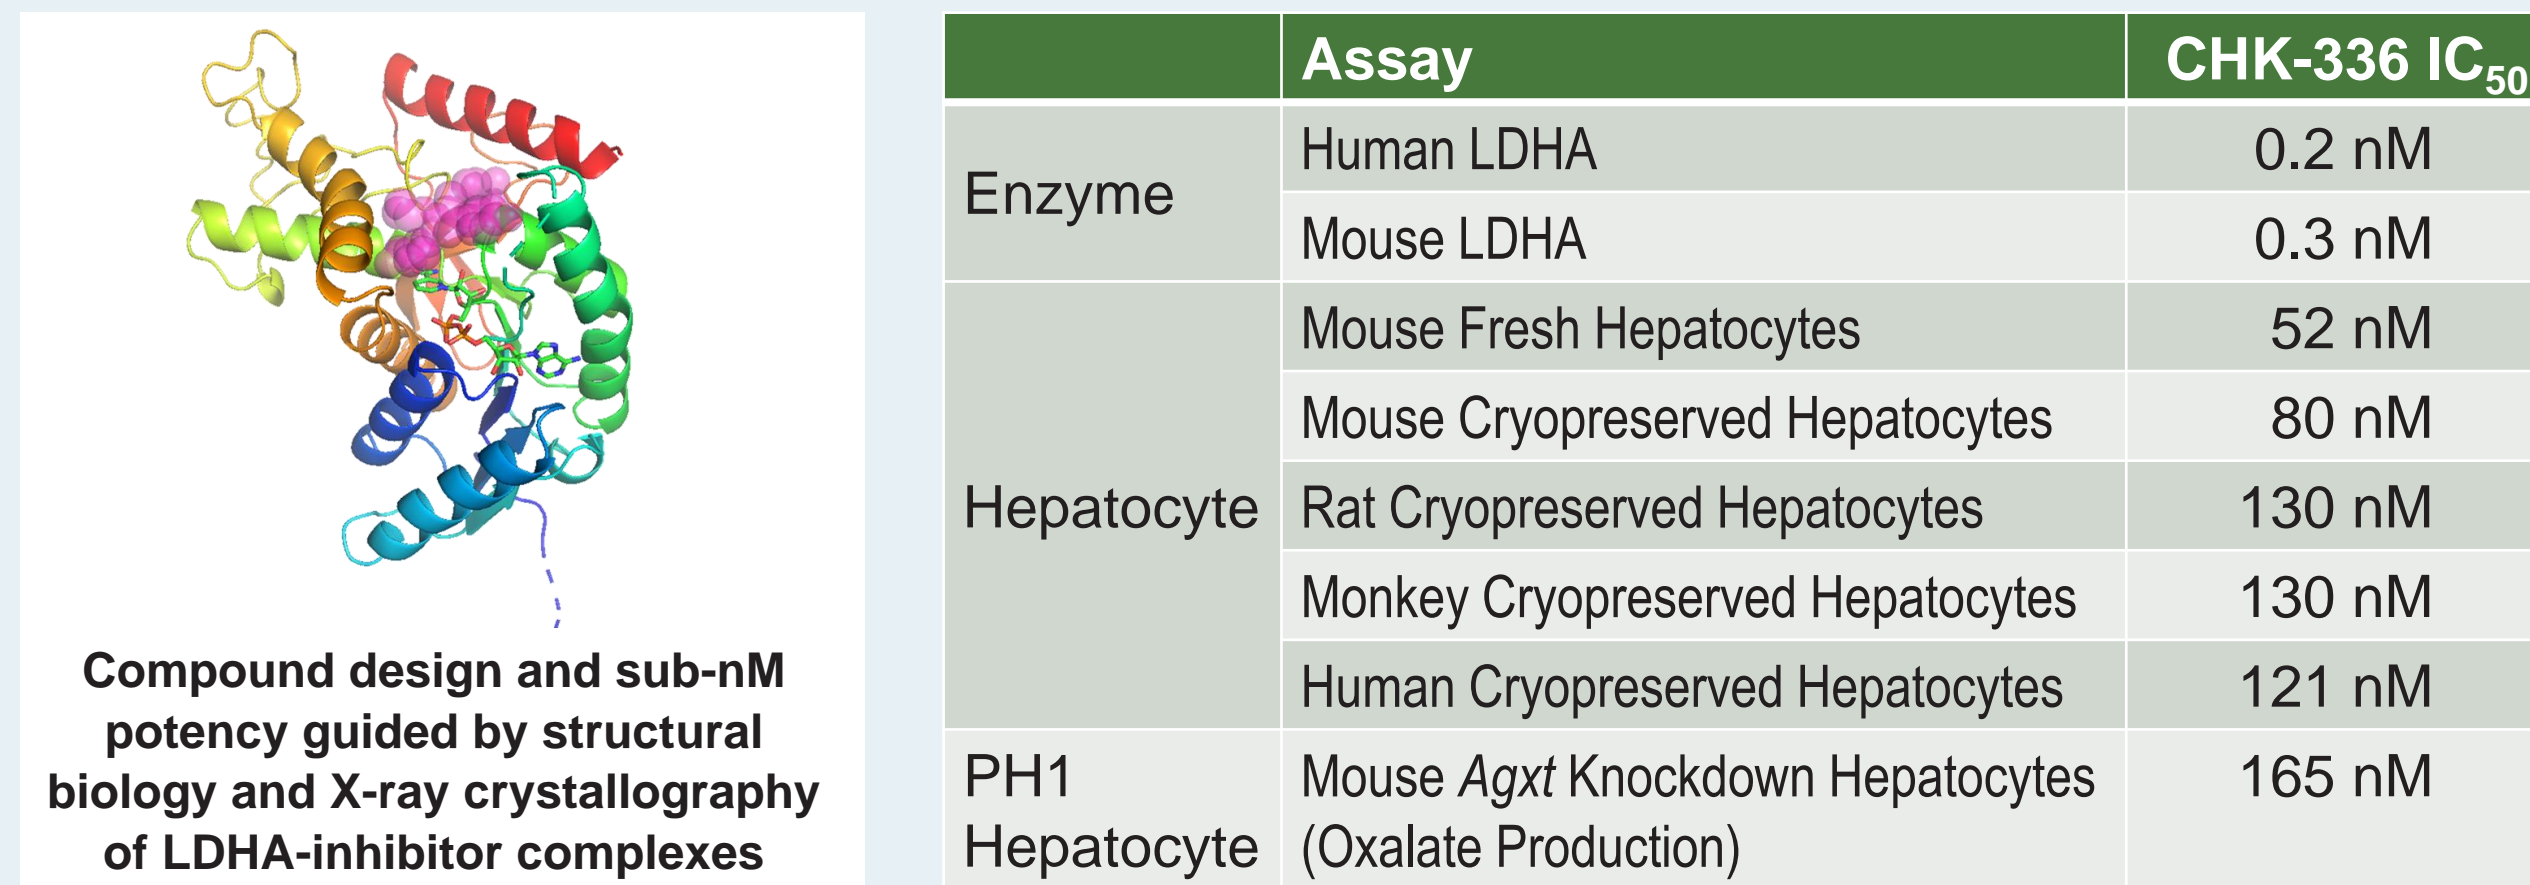 Compound design and sub-nM
potency guided by structural
biology and X-ray crystallography
of LDHA-inhibitor complexes
Assay CHK-336 IC50
Enzyme
Human LDHA 0.2 nM
Mouse LDHA 0.3 nM
Hepatocyte
Mouse Fresh Hepatocytes 52 nM
Mouse Cryopreserved Hepatocytes 80 nM
Rat Cryopreserved Hepatocytes 130 nM
Monkey Cryopreserved Hepatocytes 130 nM
Human Cryopreserved Hepatocytes 121 nM
PH1
Hepatocyte
Mouse Agxt Knockdown Hepatocytes 165 nM
(Oxalate Production)